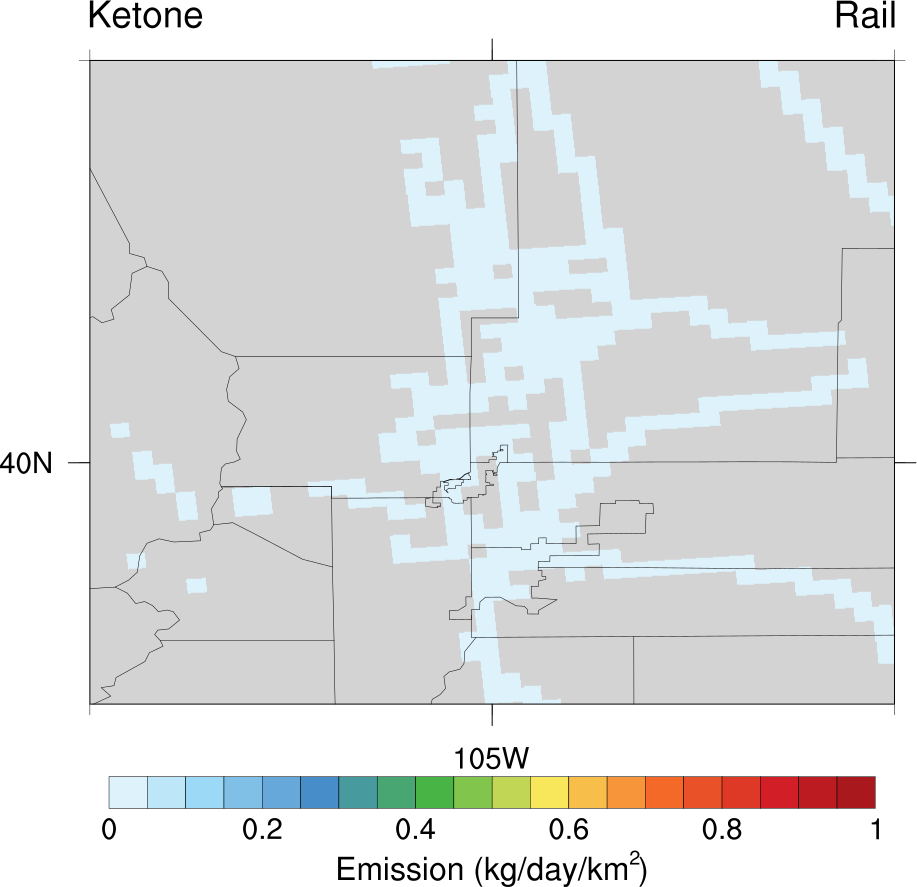 Ketone Rail
40N
105W
0 0.2 0.4 0.6 0.8 1
Emission (kg/day/km²)